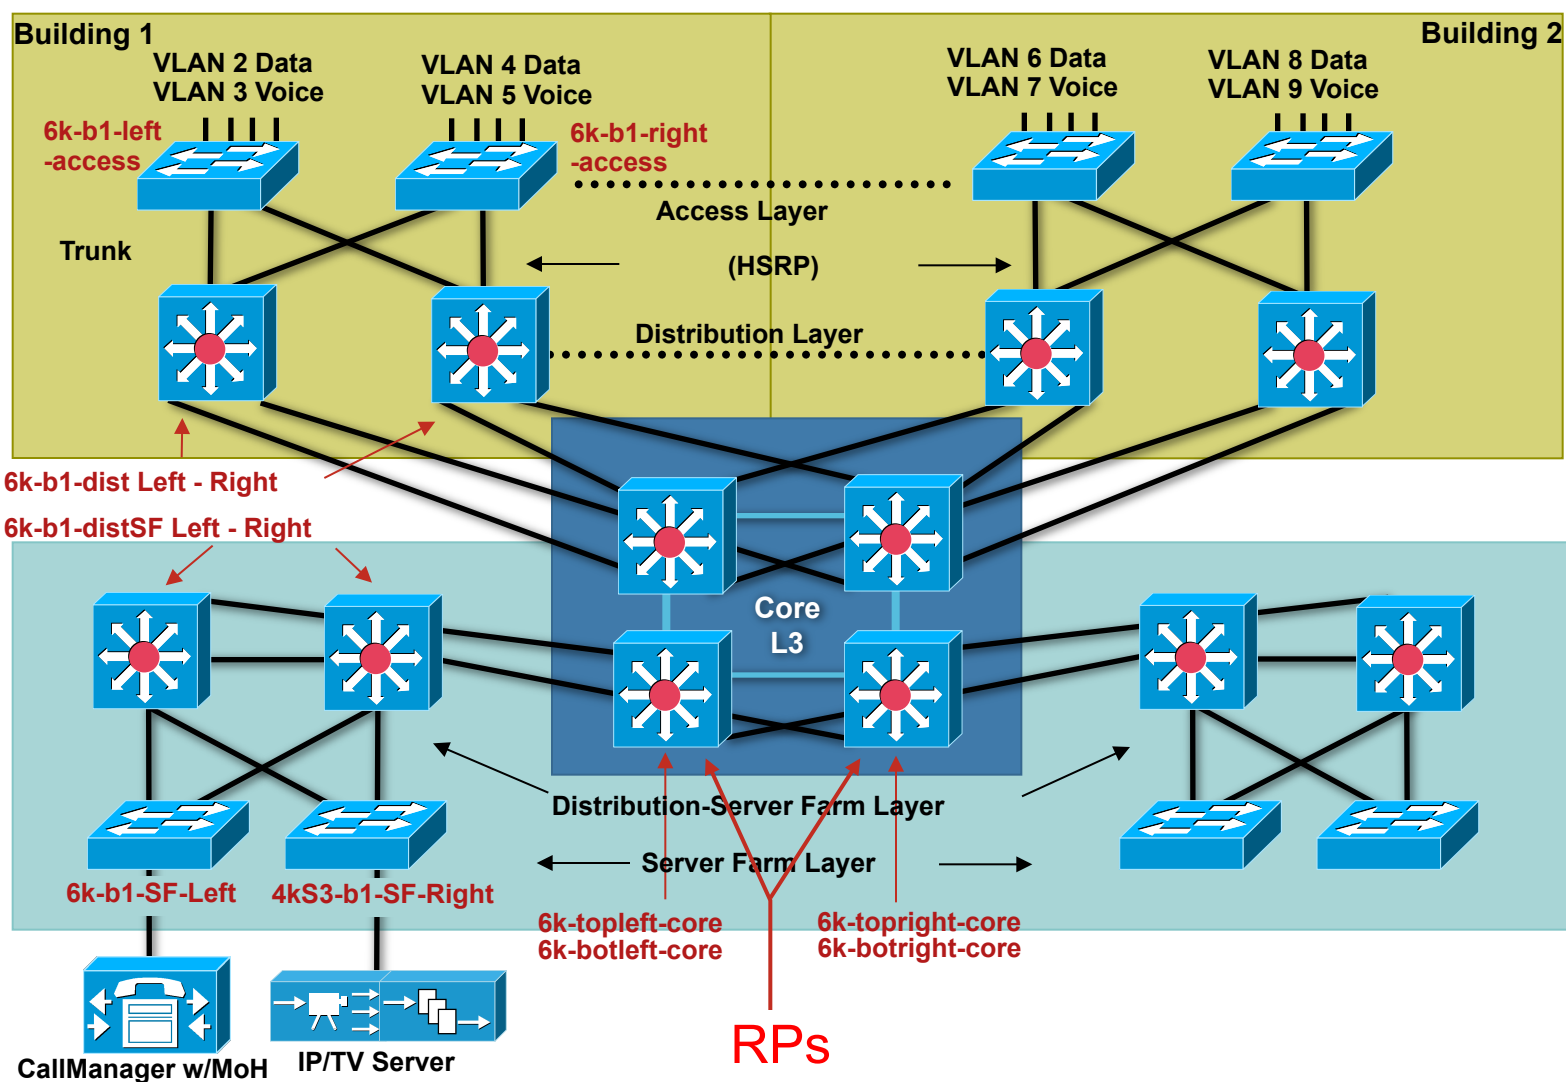 Building 1
Building 2
VLAN 2 Data
VLAN 3 Voice
VLAN 4 Data
VLAN 5 Voice
VLAN 6 Data
VLAN 7 Voice
VLAN 8 Data
VLAN 9 Voice
6k-b1-left
-access
6k-b1-right
-access
Access Layer
Trunk
(HSRP)
Distribution Layer
6k-b1-dist Left - Right
6k-b1-distSF Left - Right
Core
L3
Distribution-Server Farm Layer
Server Farm Layer
6k-b1-SF-Left
4kS3-b1-SF-Right
6k-topleft-core
6k-botleft-core
6k-topright-core
6k-botright-core
RPs
CallManager w/MoH
IP/TV Server